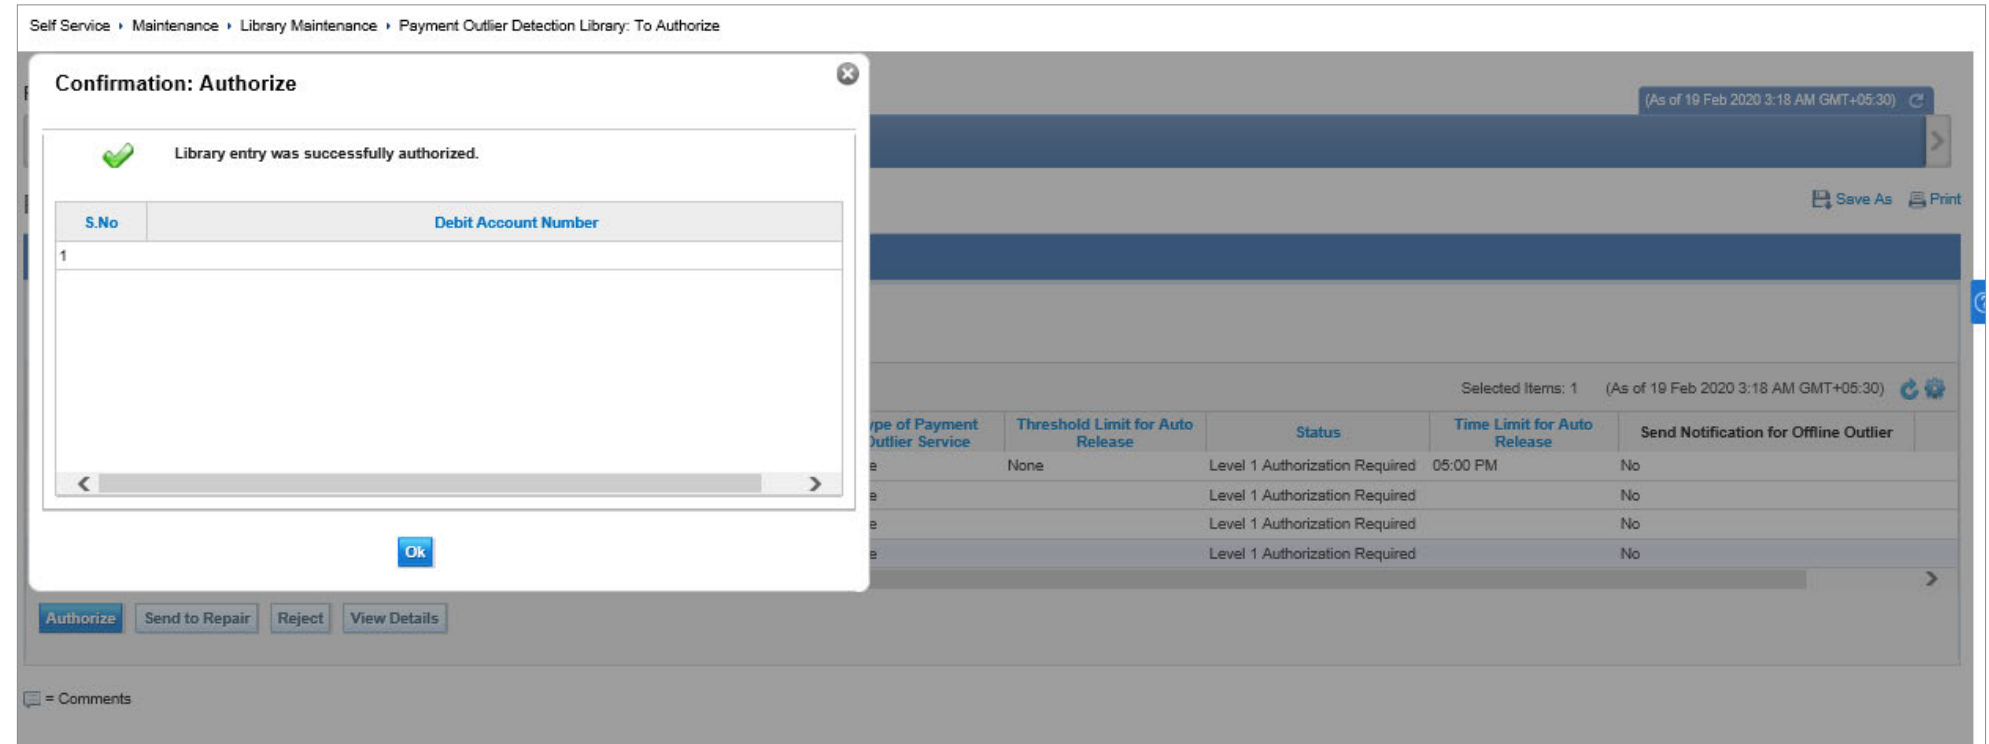 Self Service › Maintenance › Library Maintenance › Payment Outlier Detection Library: To Authorize
Confirmation: Authorize
(As of 19 Feb 2020 3:18 AM GMT+05:30)
Library entry was successfully authorized.
Save As Print
S.No Debit Account Number
1
Selected Items: 1 (As of 19 Feb 2020 3:18 AM GMT+05:30)
ype of Payment Outlier Service
Threshold Limit for Auto Release
Status
Time Limit for Auto Release
Send Notification for Offline Outlier
e None Level 1 Authorization Required 05:00 PM No
e Level 1 Authorization Required No
e Level 1 Authorization Required No
e Level 1 Authorization Required No
Ok
Authorize Send to Repair Reject View Details
= Comments